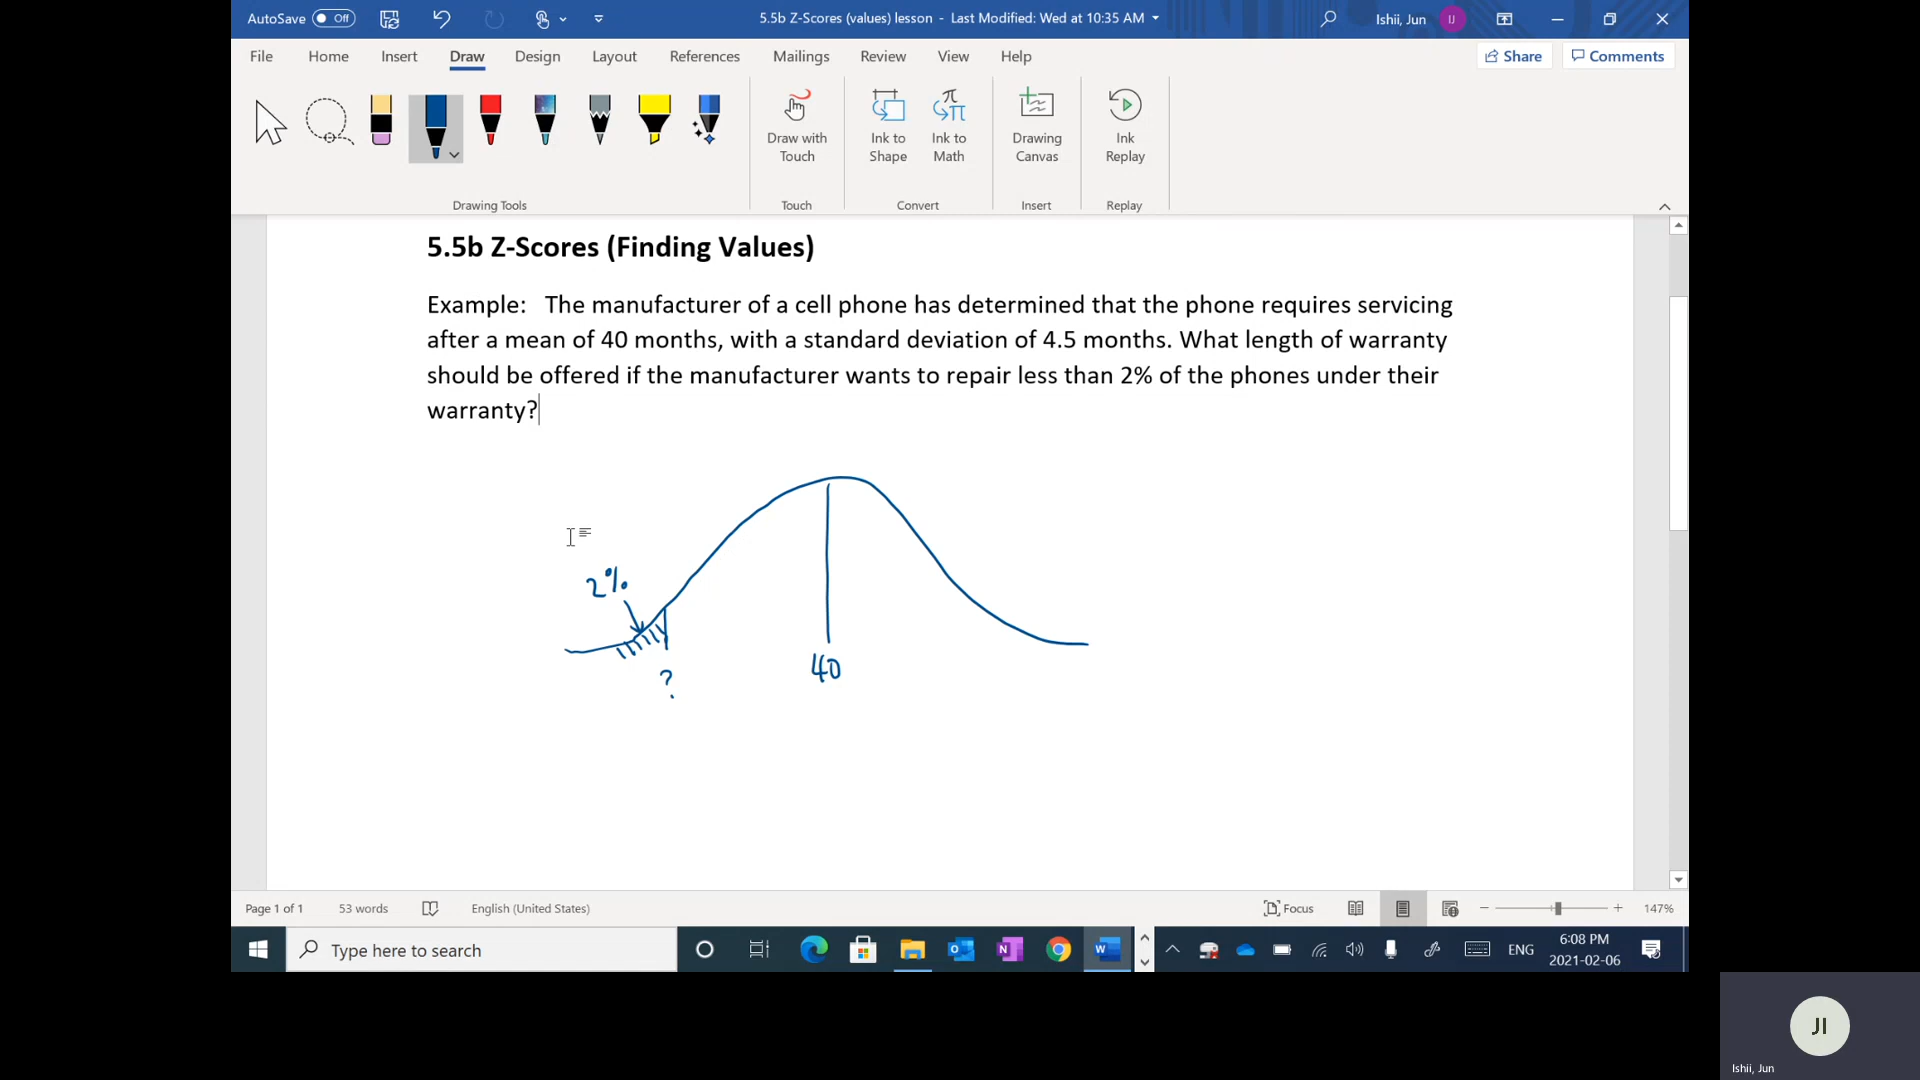 AutoSave Off 5.5b Z-Scores (values) lesson - Last Modified: Wed at 10:35 AM Ishii, Jun IJ
File Home Insert Draw Design Layout References Mailings Review View Help Share Comments
Draw with Touch
Ink to Shape
Ink to Math
Drawing Canvas
Ink Replay
Drawing Tools Touch Convert Insert Replay
5.5b Z-Scores (Finding Values)
Example: The manufacturer of a cell phone has determined that the phone requires servicing
after a mean of 40 months, with a standard deviation of 4.5 months. What length of warranty
should be offered if the manufacturer wants to repair less than 2% of the phones under their
warranty?
2%
?
40
Page 1 of 1 53 words English (United States) Focus 147%
Type here to search ENG 6:08 PM
2021-02-06
JI
Ishii, Jun